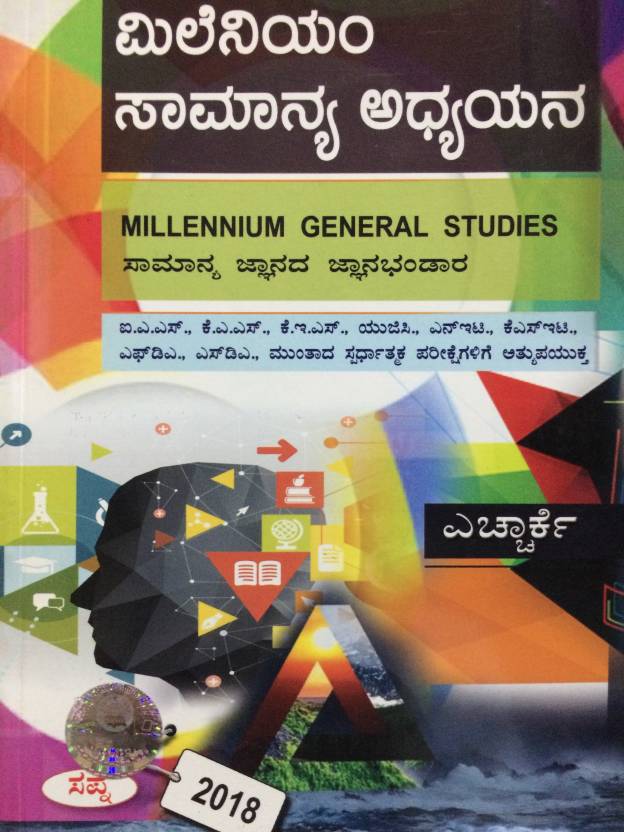 ಮಿಲೆನಿಯಂ
ಸಾಮಾನ್ಯ ಅಧ್ಯಯನ
MILLENNIUM GENERAL STUDIES
ಸಾಮಾನ್ಯ ಜ್ಞಾನದ ಜ್ಞಾನಭಂಡಾರ
ಐ.ಎ.ಎಸ್., ಕೆ.ಎ.ಎಸ್., ಕೆ.ಇ.ಎಸ್., ಯುಜಿಸಿ., ಎನ್‌ಇಟಿ., ಕೆಎಸ್‌ಇಟಿ.,
ಎಫ್‌ಡಿಎ., ಎಸ್‌ಡಿಎ., ಮುಂತಾದ ಸ್ಪರ್ಧಾತ್ಮಕ ಪರೀಕ್ಷೆಗಳಿಗೆ ಅತ್ಯುಪಯುಕ್ತ
ಎಚ್ಚಾರ್ಕೆ
ಸಪ್ನ
2018